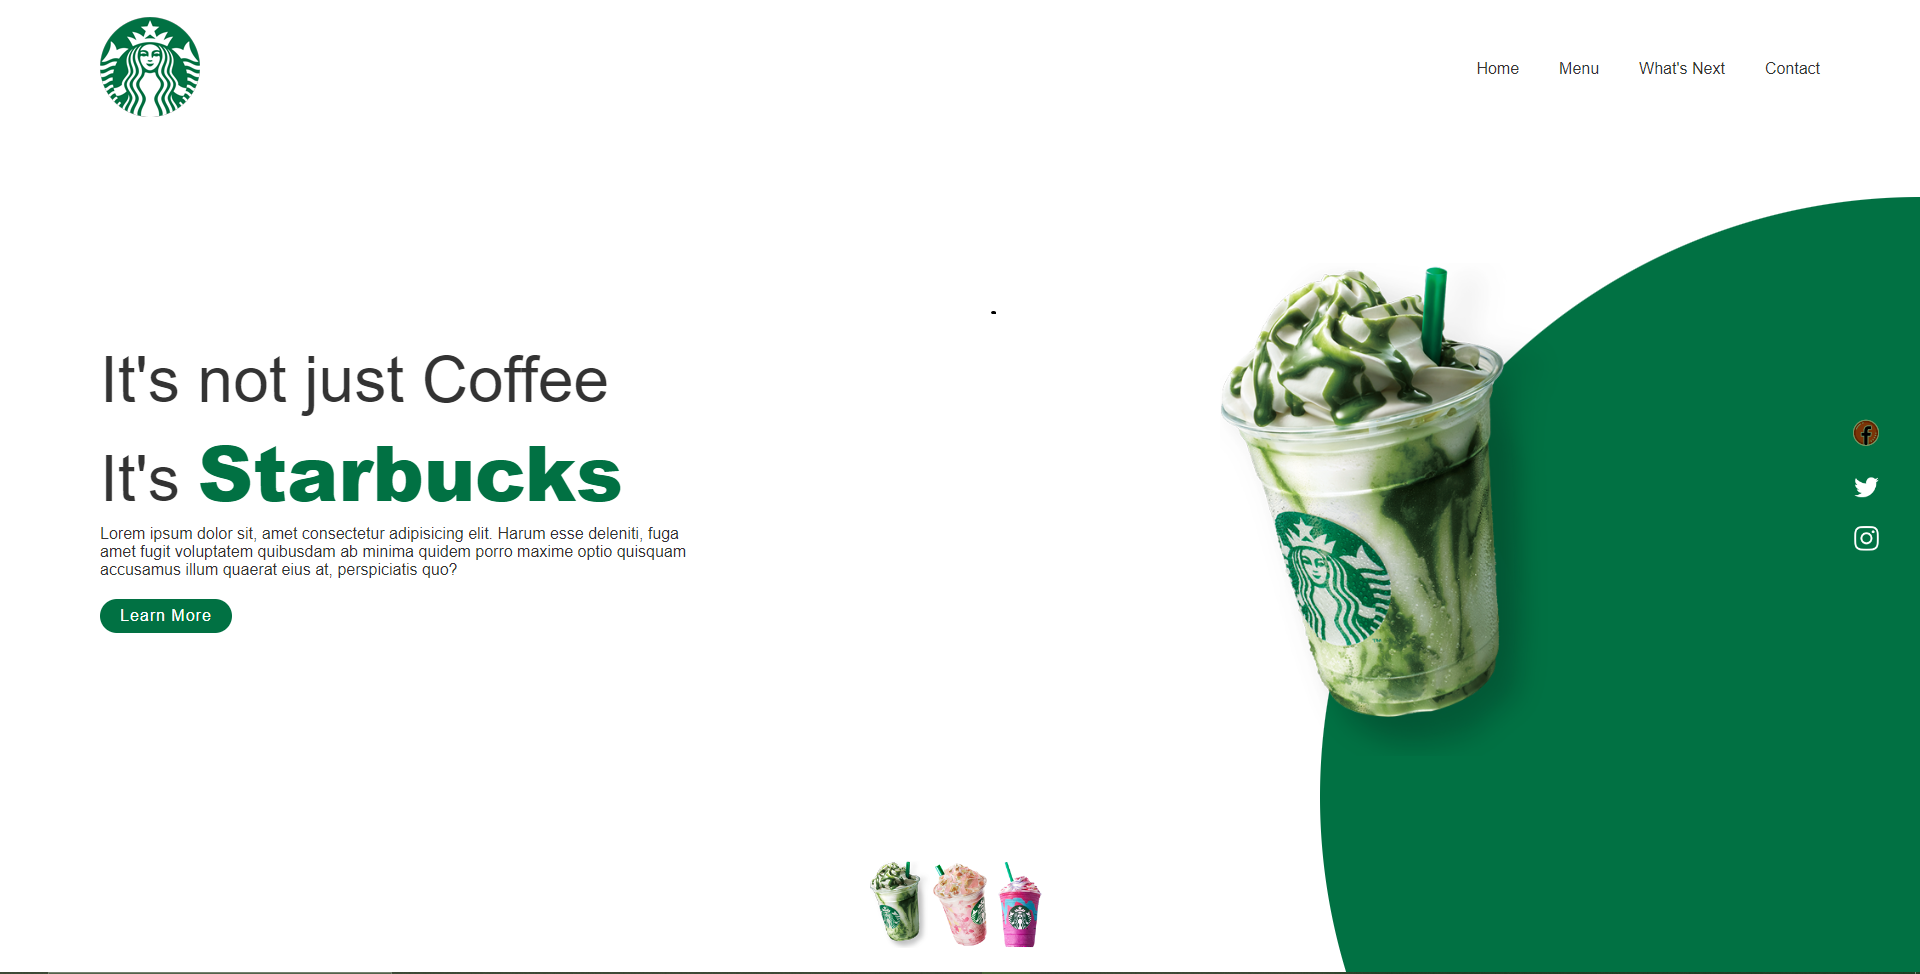 Home Menu What's Next Contact
It's not just Coffee
It's Starbucks
Lorem ipsum dolor sit, amet consectetur adipisicing elit. Harum esse deleniti, fuga
amet fugit voluptatem quibusdam ab minima quidem porro maxime optio quisquam
accusamus illum quaerat eius at, perspiciatis quo?
Learn More